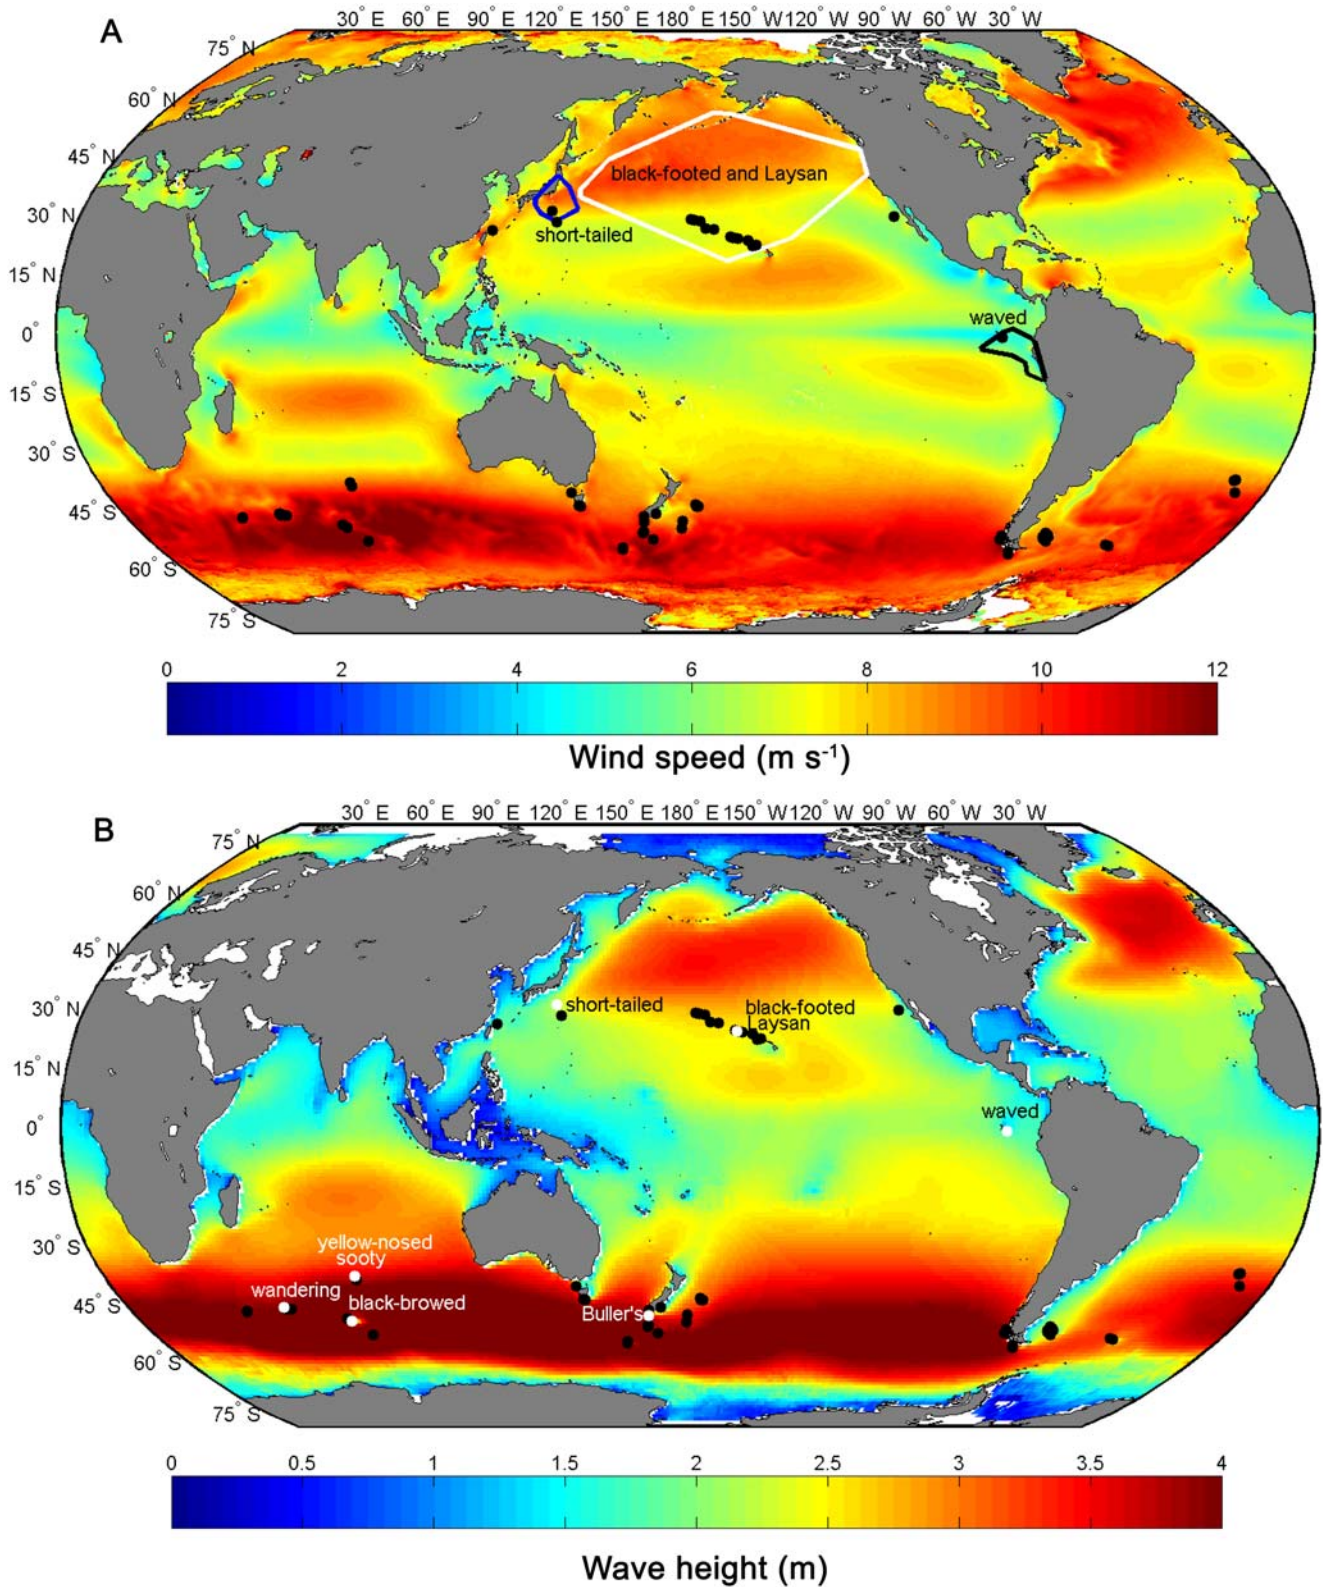 A
30° E 60° E 90° E 120° E 150° E 180° E 150° W 120° W 90° W 60° W 30° W
75° N
60° N
45° N
black-footed and Laysan
30° N
short-tailed
15° N
waved
0°
15° S
30° S
45° S
60° S
75° S
0 2 4 6 8 10 12
Wind speed (m s-1)
B
30° E 60° E 90° E 120° E 150° E 180° E 150° W 120° W 90° W 60° W 30° W
75° N
60° N
45° N
30° N
short-tailed
black-footed
Laysan
15° N
waved
0°
15° S
30° S
yellow-nosed
sooty
wandering
45° S
black-browed
Buller's
60° S
75° S
0 0.5 1 1.5 2 2.5 3 3.5 4
Wave height (m)